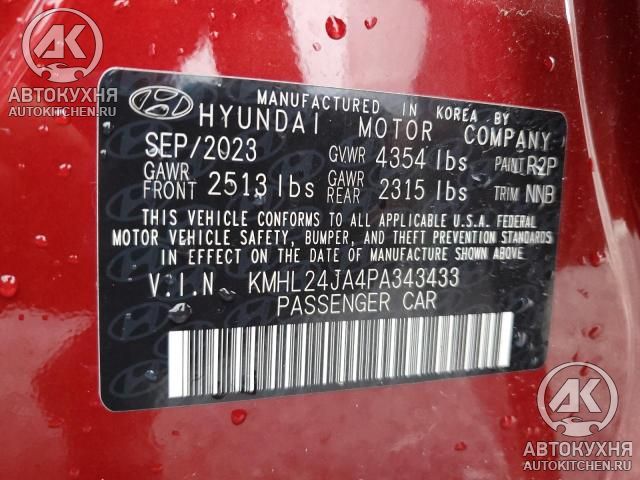 АВТОКУХНЯ
AUTOKITCHEN.RU
MANUFACTURED IN KOREA BY
HYUNDAI MOTOR COMPANY
SEP/2023 GVWR 4354 lbs PAINT R2P
GAWR FRONT 2513 lbs GAWR REAR 2315 lbs TRIM NNB
THIS VEHICLE CONFORMS TO ALL APPLICABLE U.S.A. FEDERAL
MOTOR VEHICLE SAFETY, BUMPER, AND THEFT PREVENTION STANDARDS
IN EFFECT ON THE DATE OF MANUFACTURE SHOWN ABOVE.
V.I.N KMHL24JA4PA343433
PASSENGER CAR
АВТОКУХНЯ
AUTOKITCHEN.RU